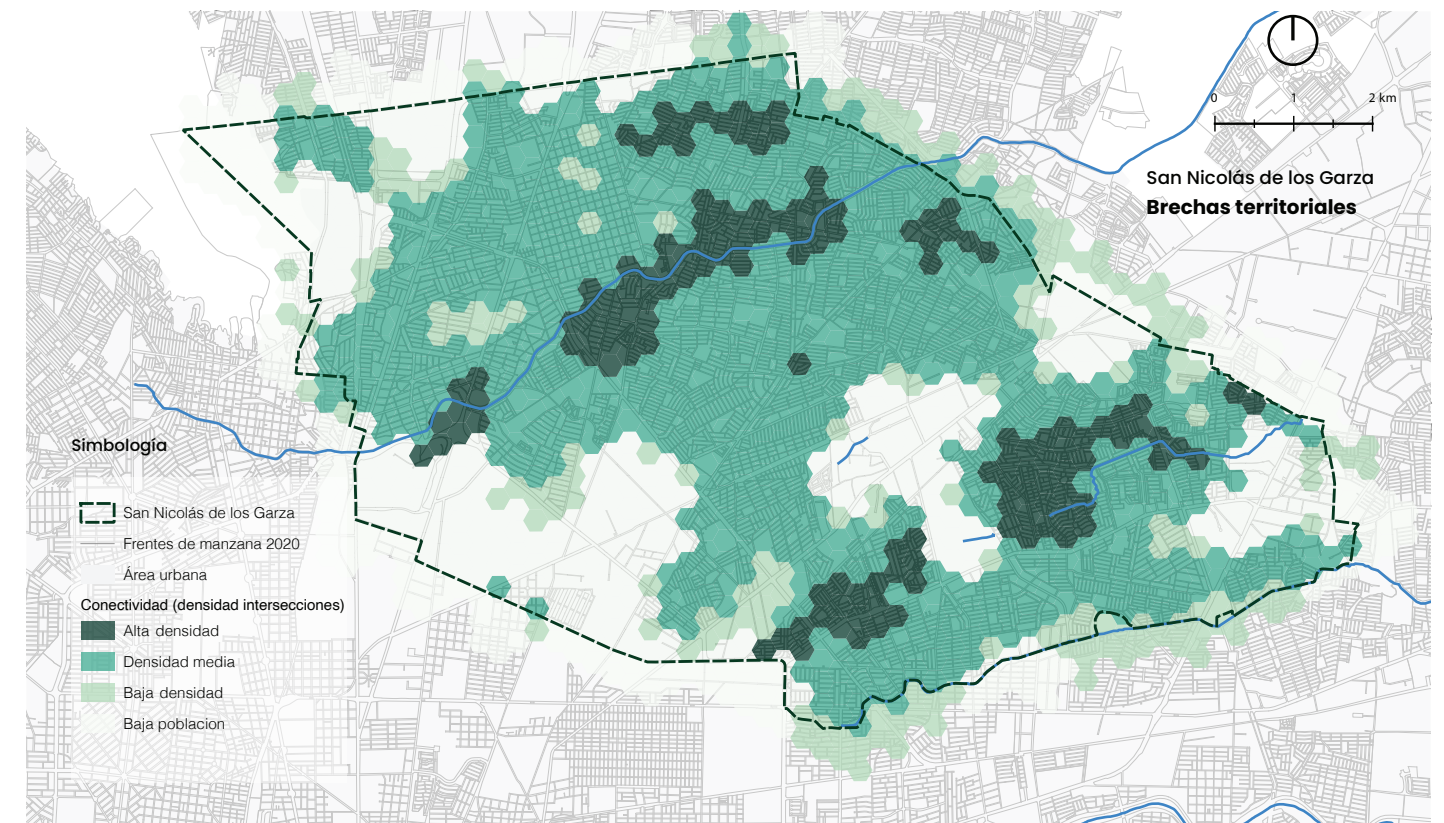 0 1 2 km
San Nicolás de los Garza
Brechas territoriales
Simbología
San Nicolás de los Garza
Frentes de manzana 2020
Área urbana
Conectividad (densidad intersecciones)
Alta densidad
Densidad media
Baja densidad
Baja poblacion